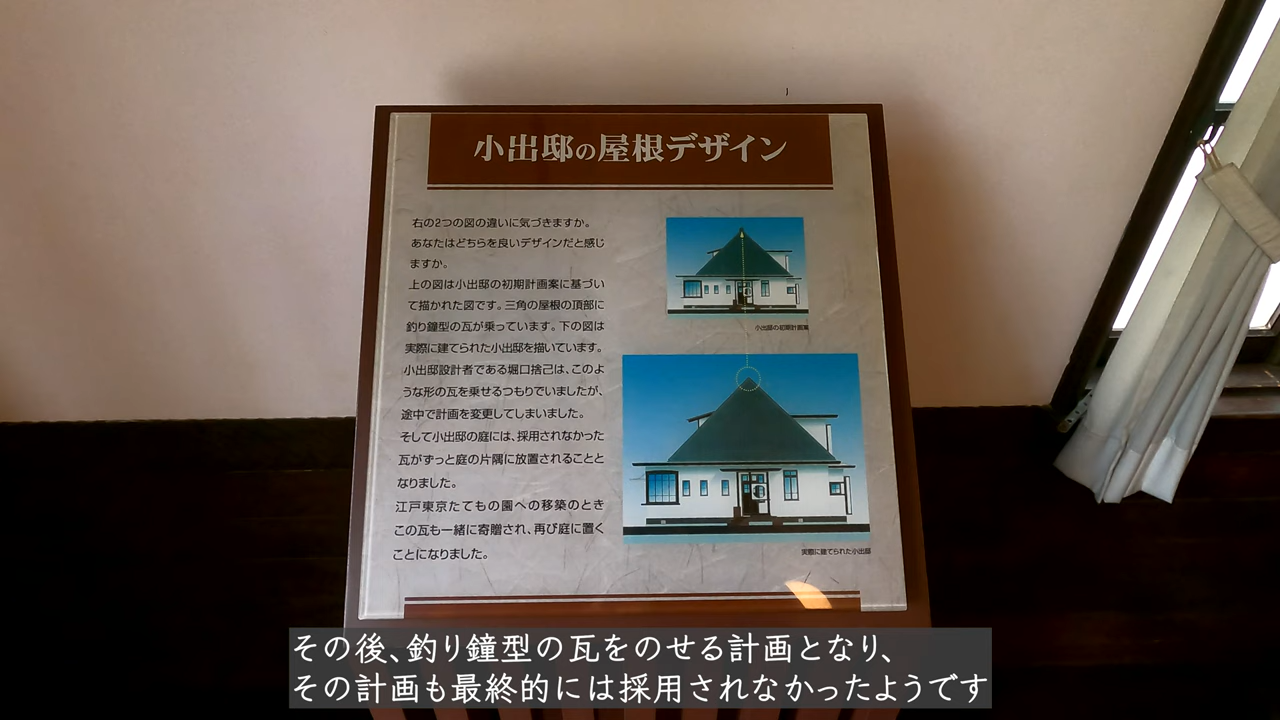 小出邸の屋根デザイン
右の2つの図の違いに気づきますか。
あなたはどちらを良いデザインだと感じ
ますか。
上の図は小出邸の初期計画案に基づい
て描かれた図です。三角の屋根の頂部に
釣り鐘型の瓦が乗っています。下の図は
実際に建てられた小出邸を描いています。
小出邸設計者である堀口捨己は、このよ
うな形の瓦を乗せるつもりでいましたが、
途中で計画を変更してしまいました。
そして小出邸の庭には、採用されなかった
瓦がずっと庭の片隅に放置されることと
なりました。
江戸東京たてもの園への移築のとき
この瓦も一緒に寄贈され、再び庭に置く
ことになりました。
小出邸の初期計画案
実際に建てられた小出邸
その後、釣り鐘型の瓦をのせる計画となり、
その計画も最終的には採用されなかったようです